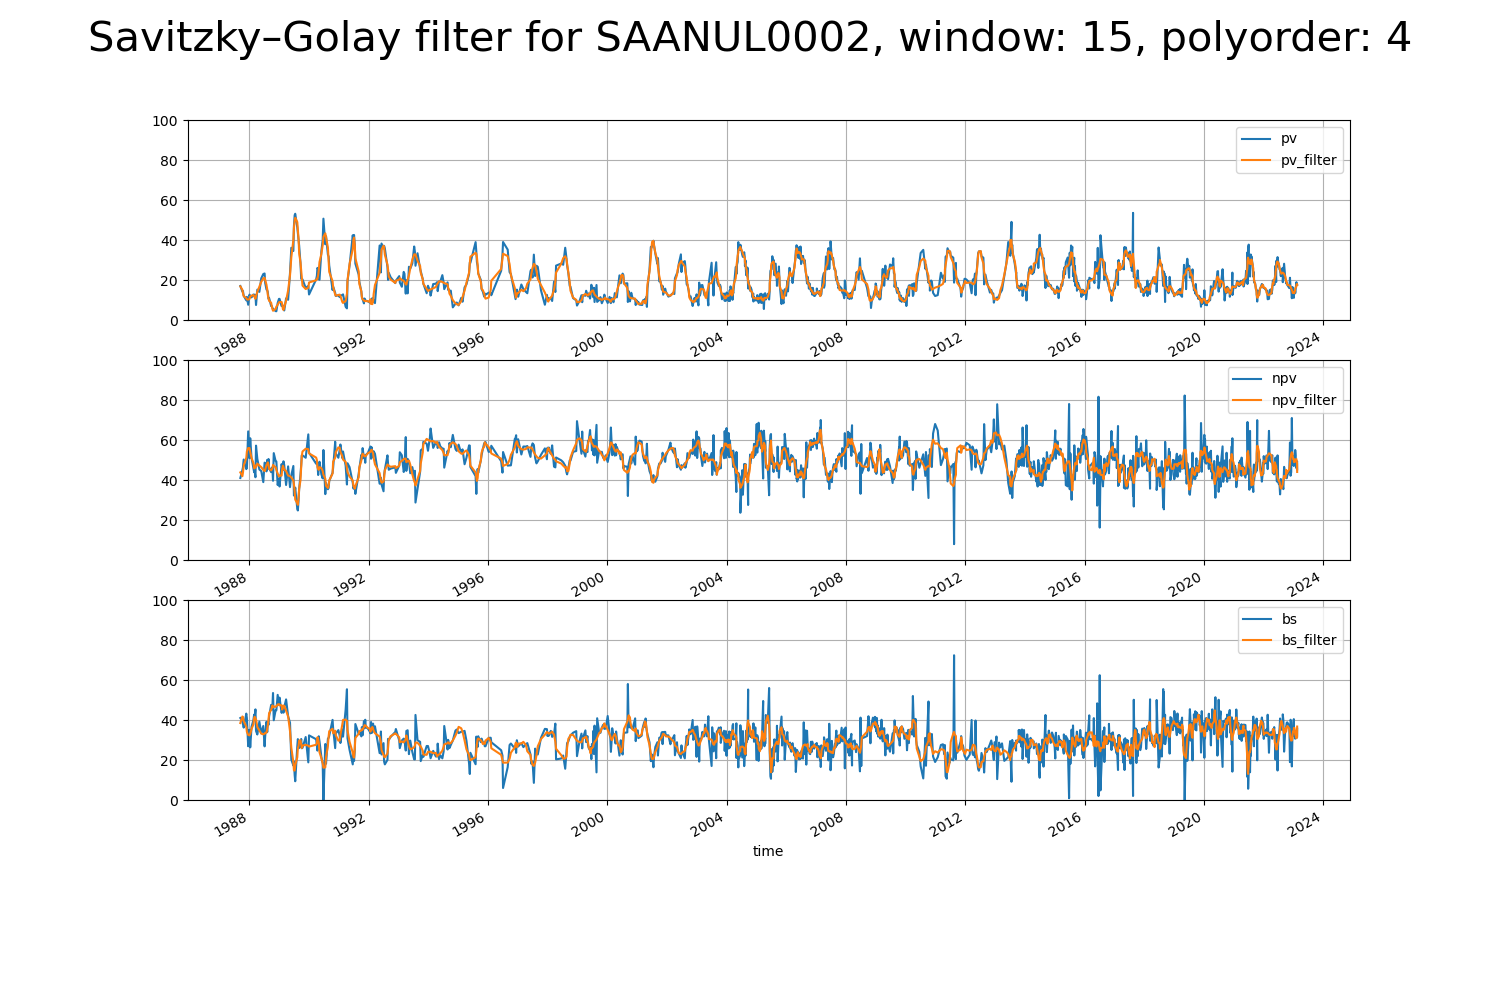 Savitzky–Golay filter for SAANUL0002, window: 15, polyorder: 4
100
80
60
40
20
0
pv
pv_filter
1988 1992 1996 2000 2004 2008 2012 2016 2020 2024
100
80
60
40
20
0
npv
npv_filter
1988 1992 1996 2000 2004 2008 2012 2016 2020 2024
100
80
60
40
20
0
bs
bs_filter
1988 1992 1996 2000 2004 2008 2012 2016 2020 2024
time